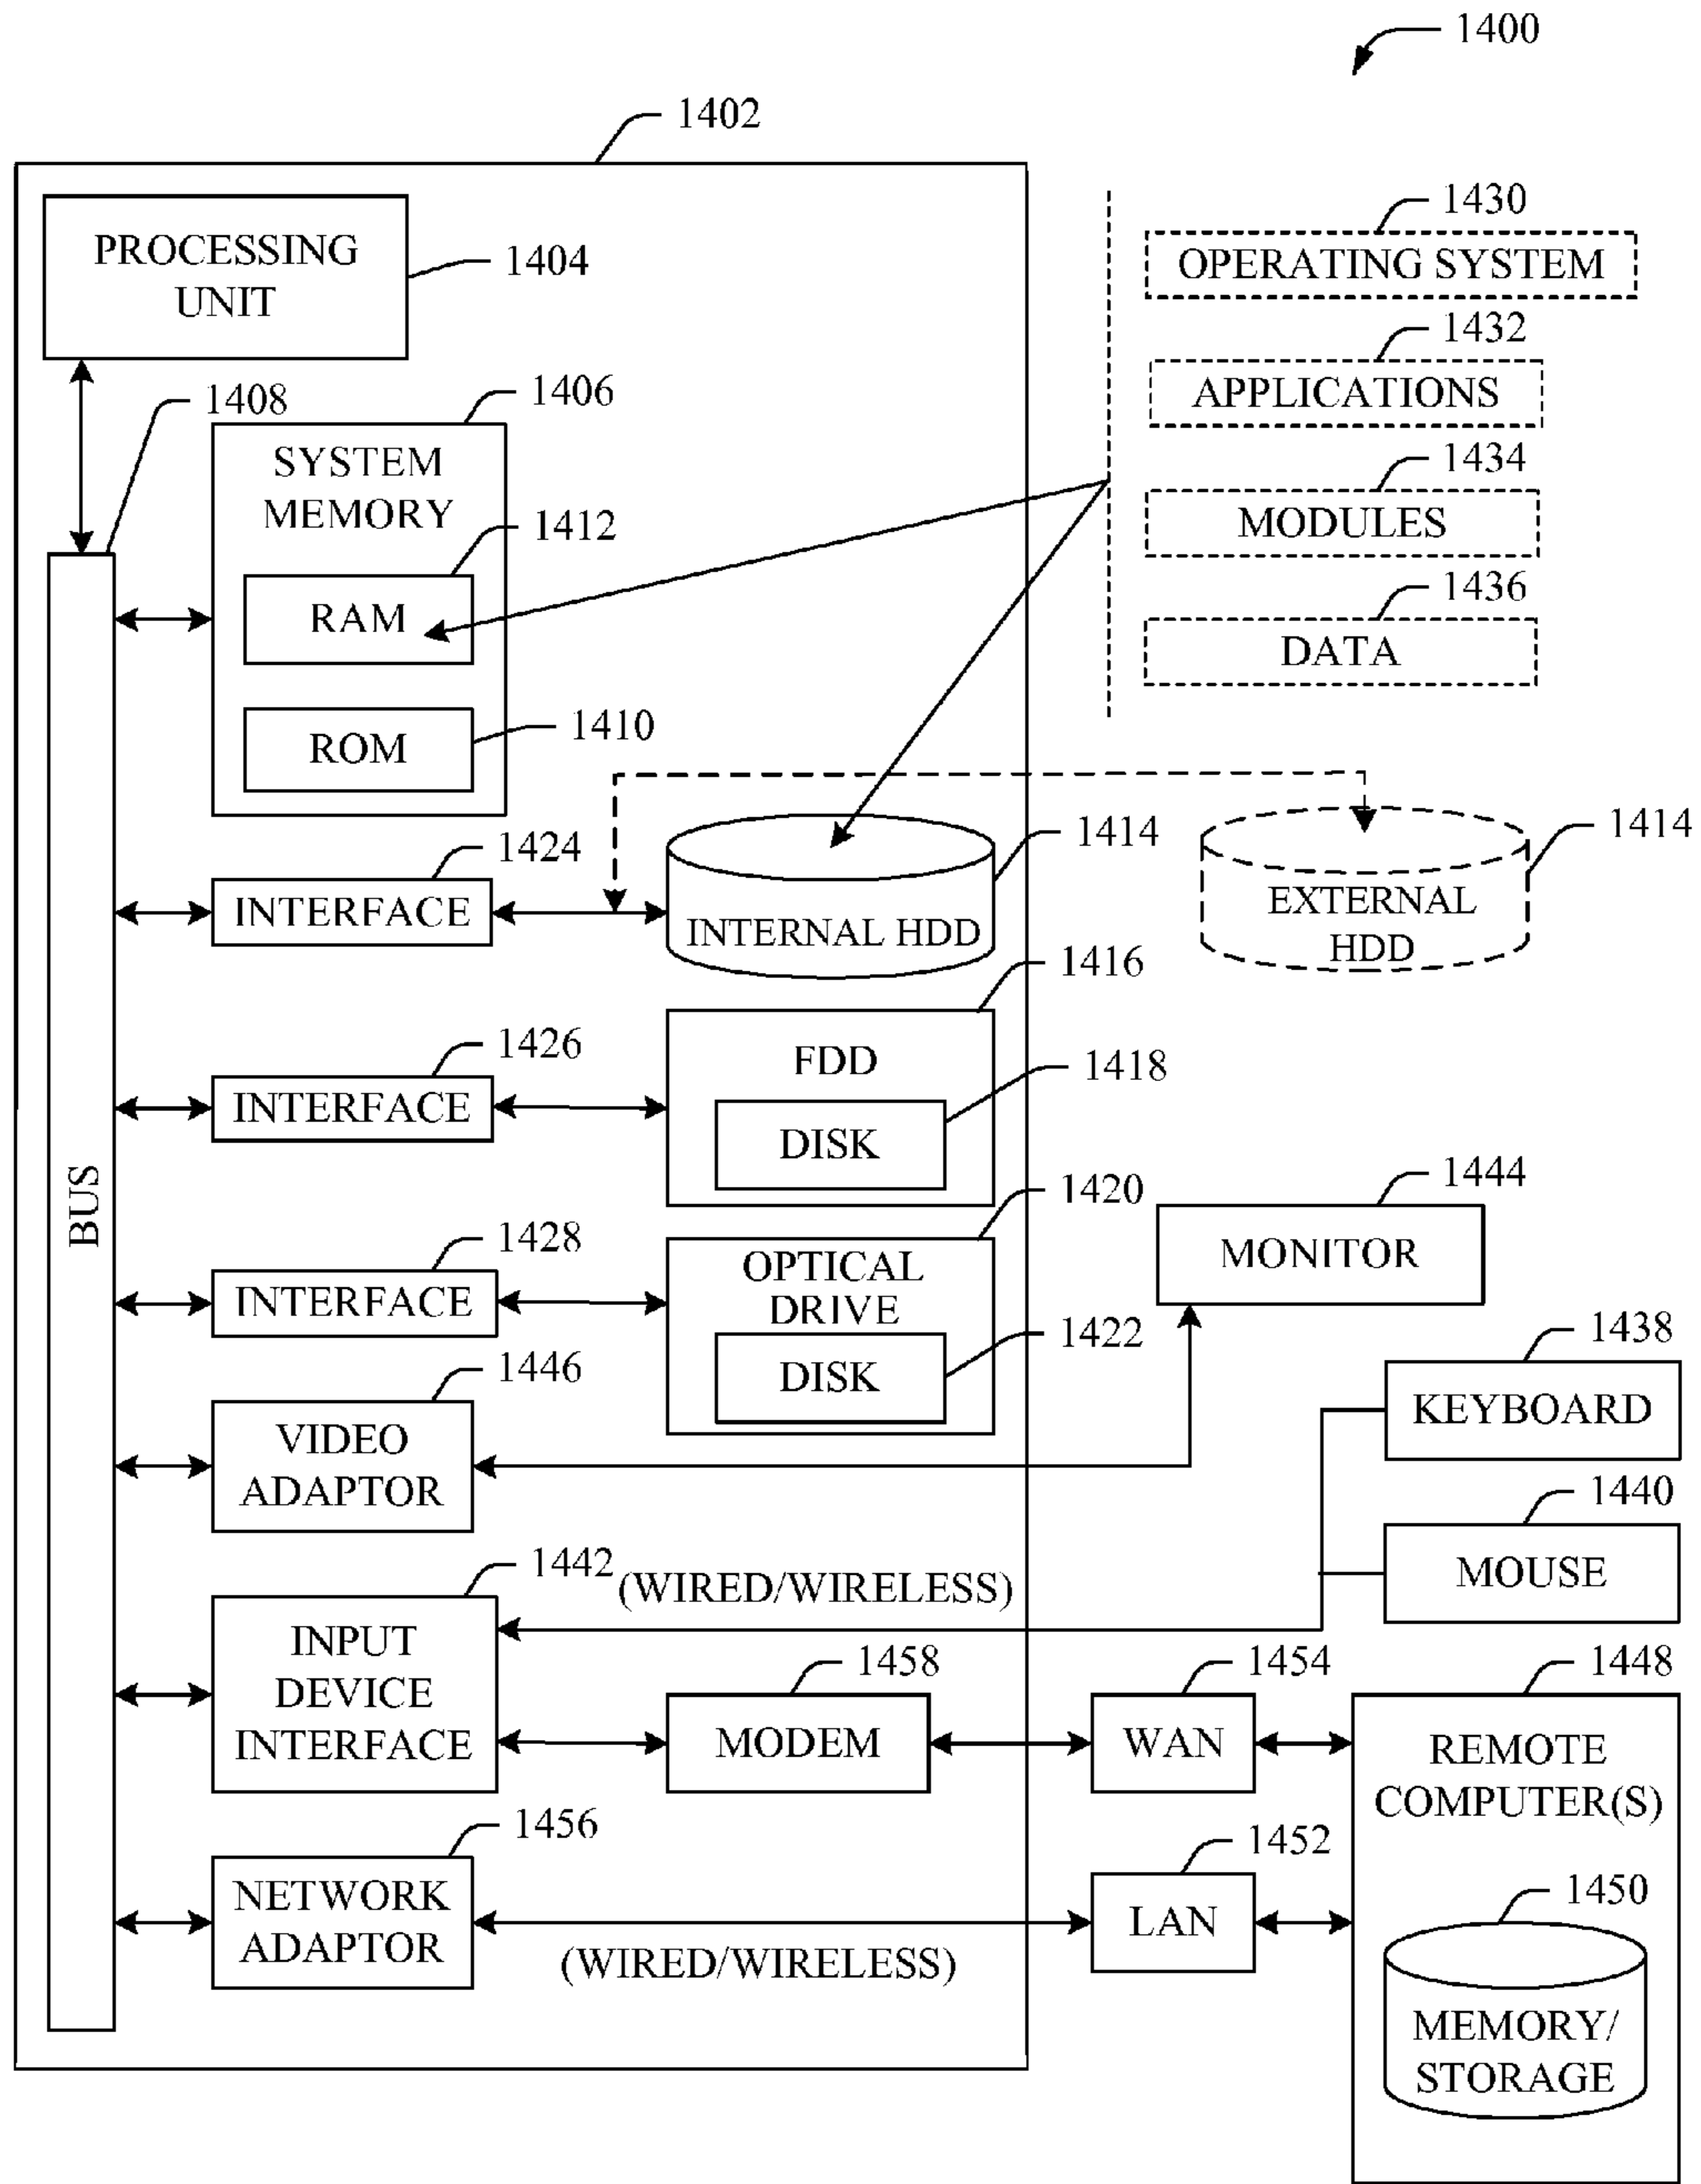 1400
1402
PROCESSING
UNIT
1404
1430
OPERATING SYSTEM
1432
APPLICATIONS
1434
MODULES
1436
DATA
1408
1406
SYSTEM
MEMORY
1412
RAM
1410
ROM
1424
INTERFACE
1414
INTERNAL HDD
1414
EXTERNAL
HDD
1416
FDD
1426
INTERFACE
1418
DISK
BUS
1420
OPTICAL
DRIVE
1428
INTERFACE
1422
DISK
1444
MONITOR
1446
VIDEO
ADAPTOR
1438
KEYBOARD
1440
MOUSE
1442
(WIRED/WIRELESS)
INPUT
DEVICE
INTERFACE
1458
MODEM
1454
WAN
1448
REMOTE
COMPUTER(S)
1456
NETWORK
ADAPTOR
(WIRED/WIRELESS)
1452
LAN
1450
MEMORY/
STORAGE